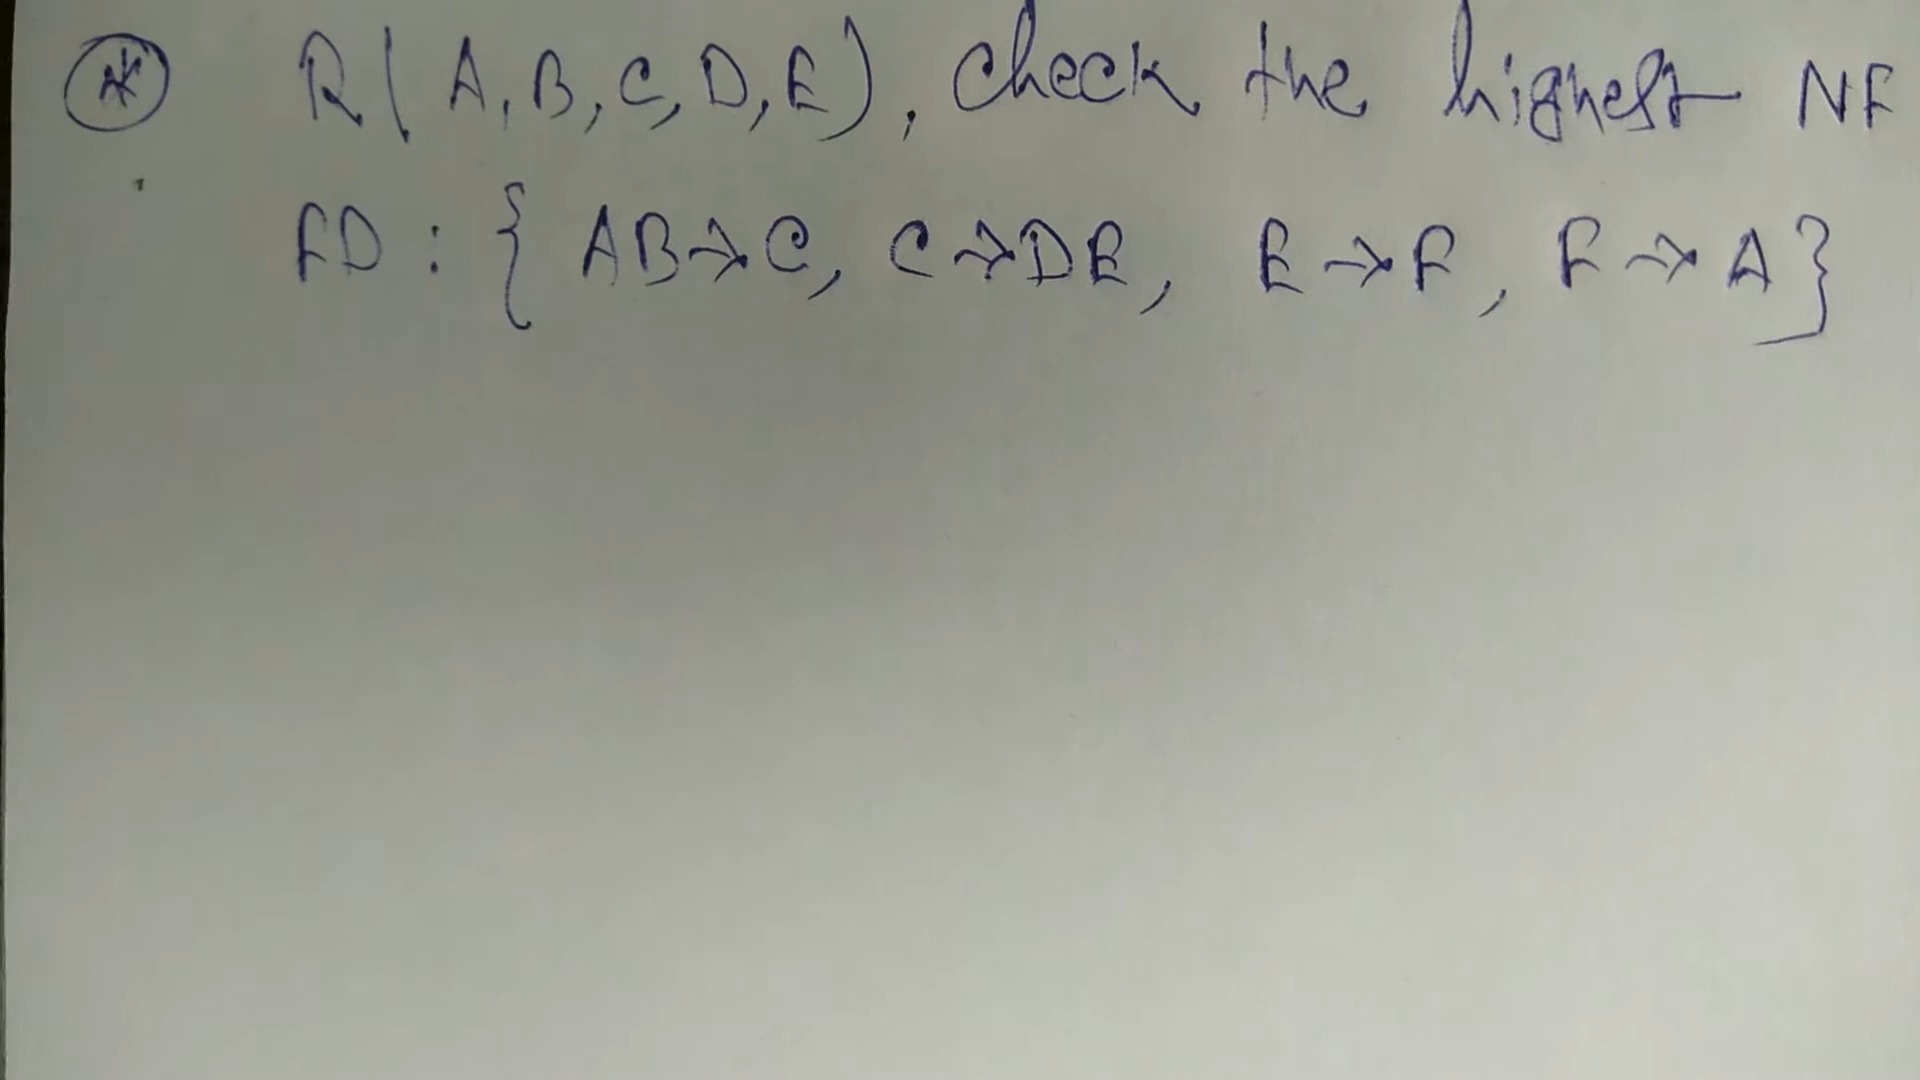 * R(A,B,C,D,E), check the highest NF
FD : { AB→C, C→DE, E→F, F→A}